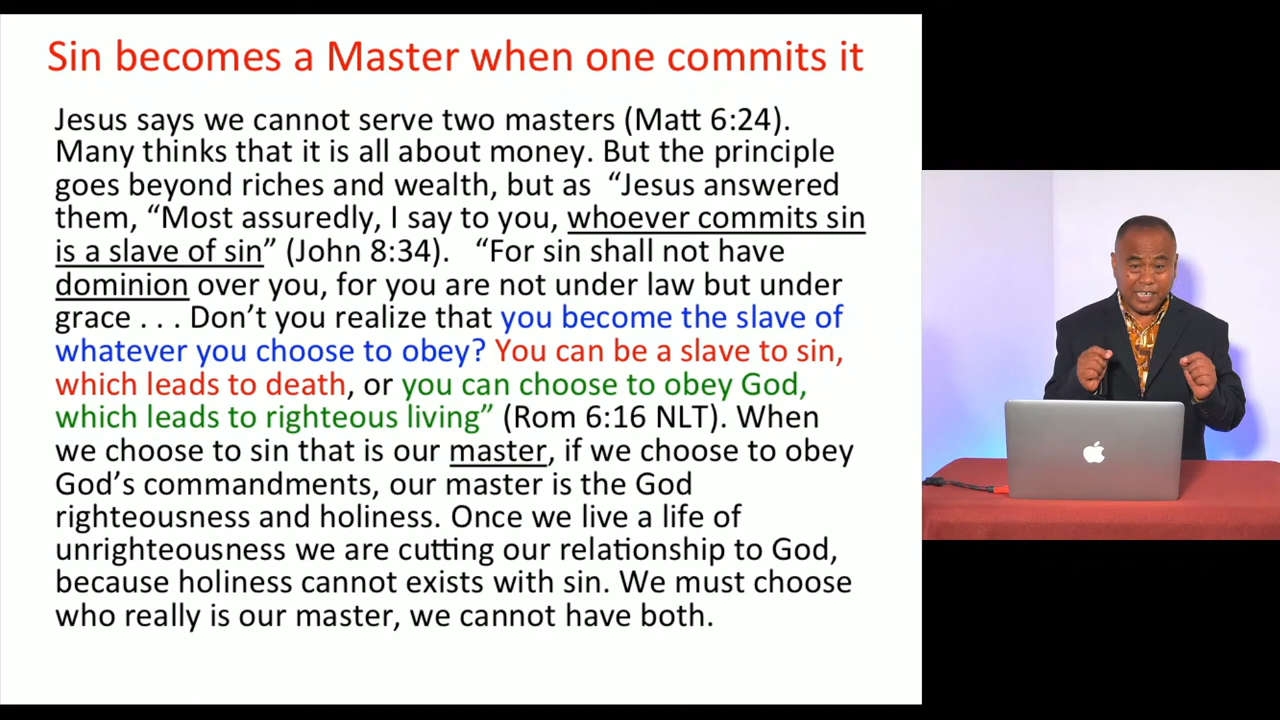 Sin becomes a Master when one commits it
Jesus says we cannot serve two masters (Matt 6:24).
Many thinks that it is all about money. But the principle
goes beyond riches and wealth, but as “Jesus answered
them, “Most assuredly, I say to you, whoever commits sin
is a slave of sin” (John 8:34). “For sin shall not have
dominion over you, for you are not under law but under
grace . . . Don’t you realize that you become the slave of
whatever you choose to obey? You can be a slave to sin,
which leads to death, or you can choose to obey God,
which leads to righteous living” (Rom 6:16 NLT). When
we choose to sin that is our master, if we choose to obey
God’s commandments, our master is the God
righteousness and holiness. Once we live a life of
unrighteousness we are cutting our relationship to God,
because holiness cannot exists with sin. We must choose
who really is our master, we cannot have both.